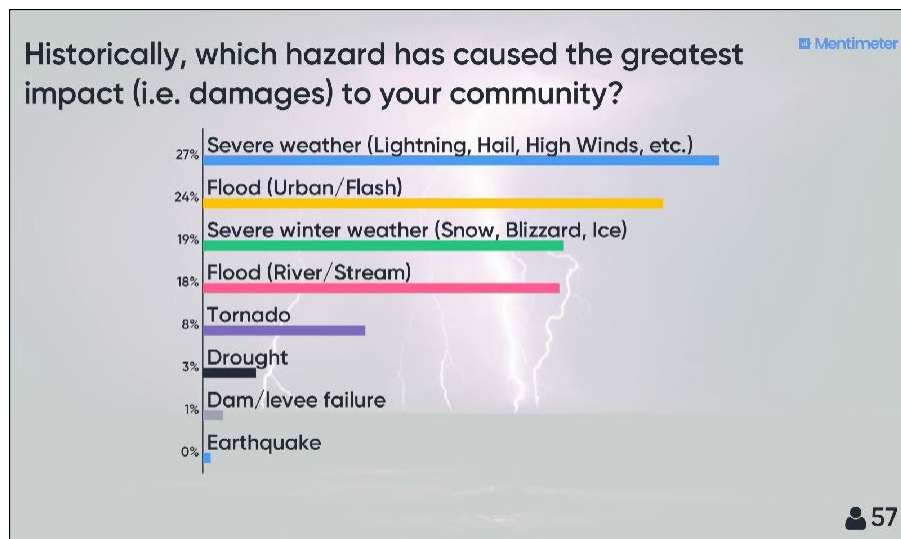 Historically, which hazard has caused the greatest
impact (i.e. damages) to your community?
Mentimeter
27% Severe weather (Lightning, Hail, High Winds, etc.)
24% Flood (Urban/Flash)
19% Severe winter weather (Snow, Blizzard, Ice)
18% Flood (River/Stream)
8% Tornado
3% Drought
1% Dam/levee failure
0% Earthquake
57